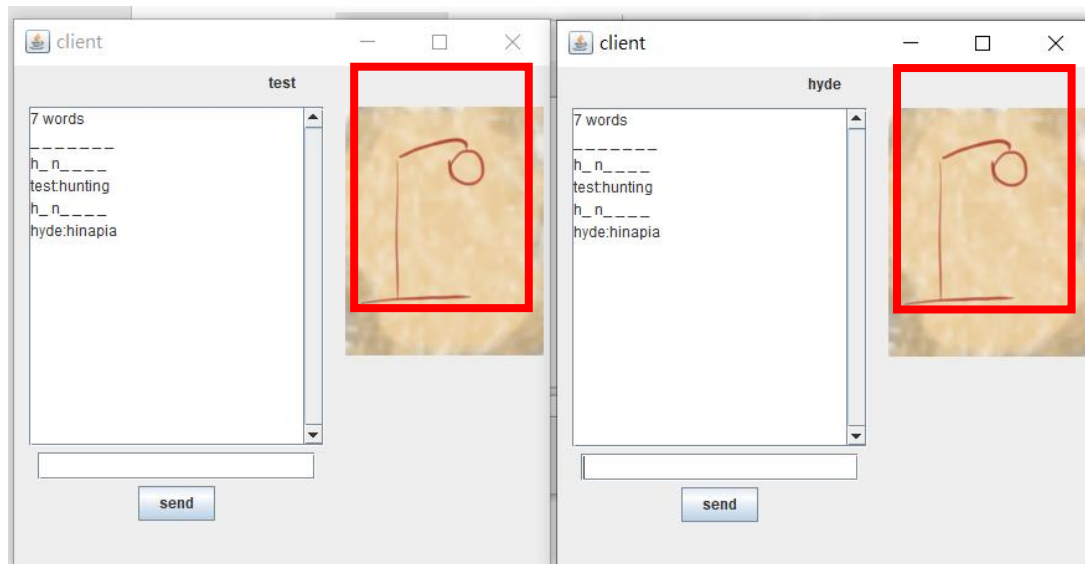 client
test
7 words
_ _ _ _ _ _ _
h_ n_ _ _ _
test:hunting
h_ n_ _ _ _
hyde:hinapia
send
client
hyde
7 words
_ _ _ _ _ _ _
h_ n_ _ _ _
test:hunting
h_ n_ _ _ _
hyde:hinapia
send